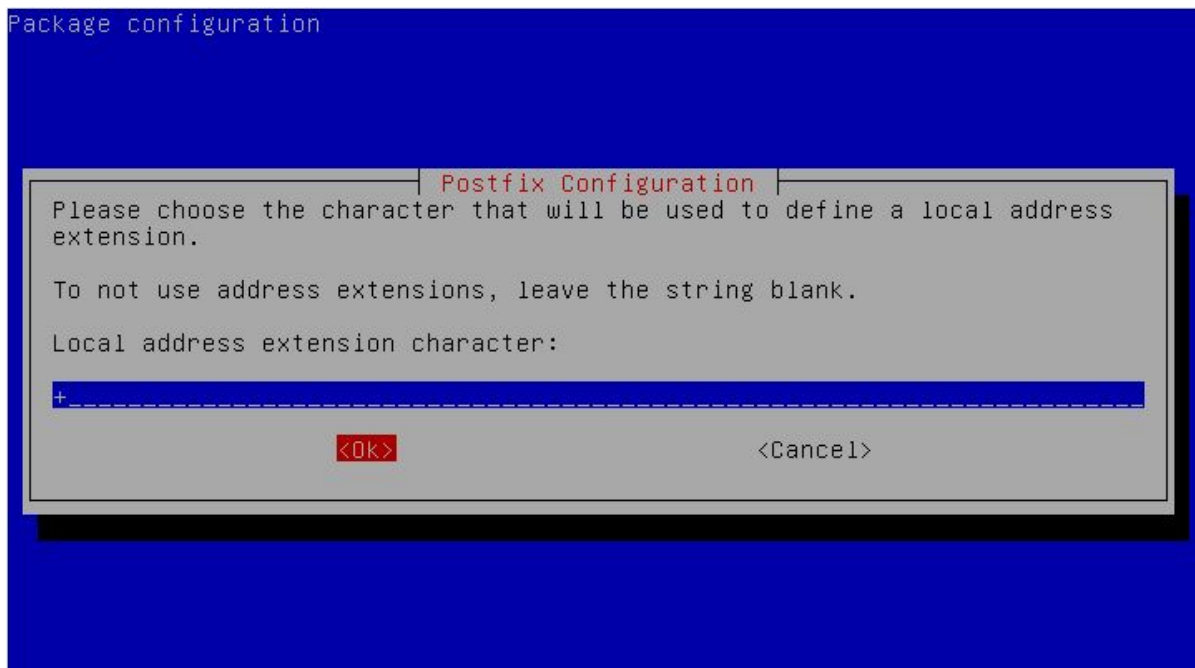 Package configuration
Postfix Configuration
Please choose the character that will be used to define a local address
extension.
To not use address extensions, leave the string blank.
Local address extension character:
+
<Ok> <Cancel>